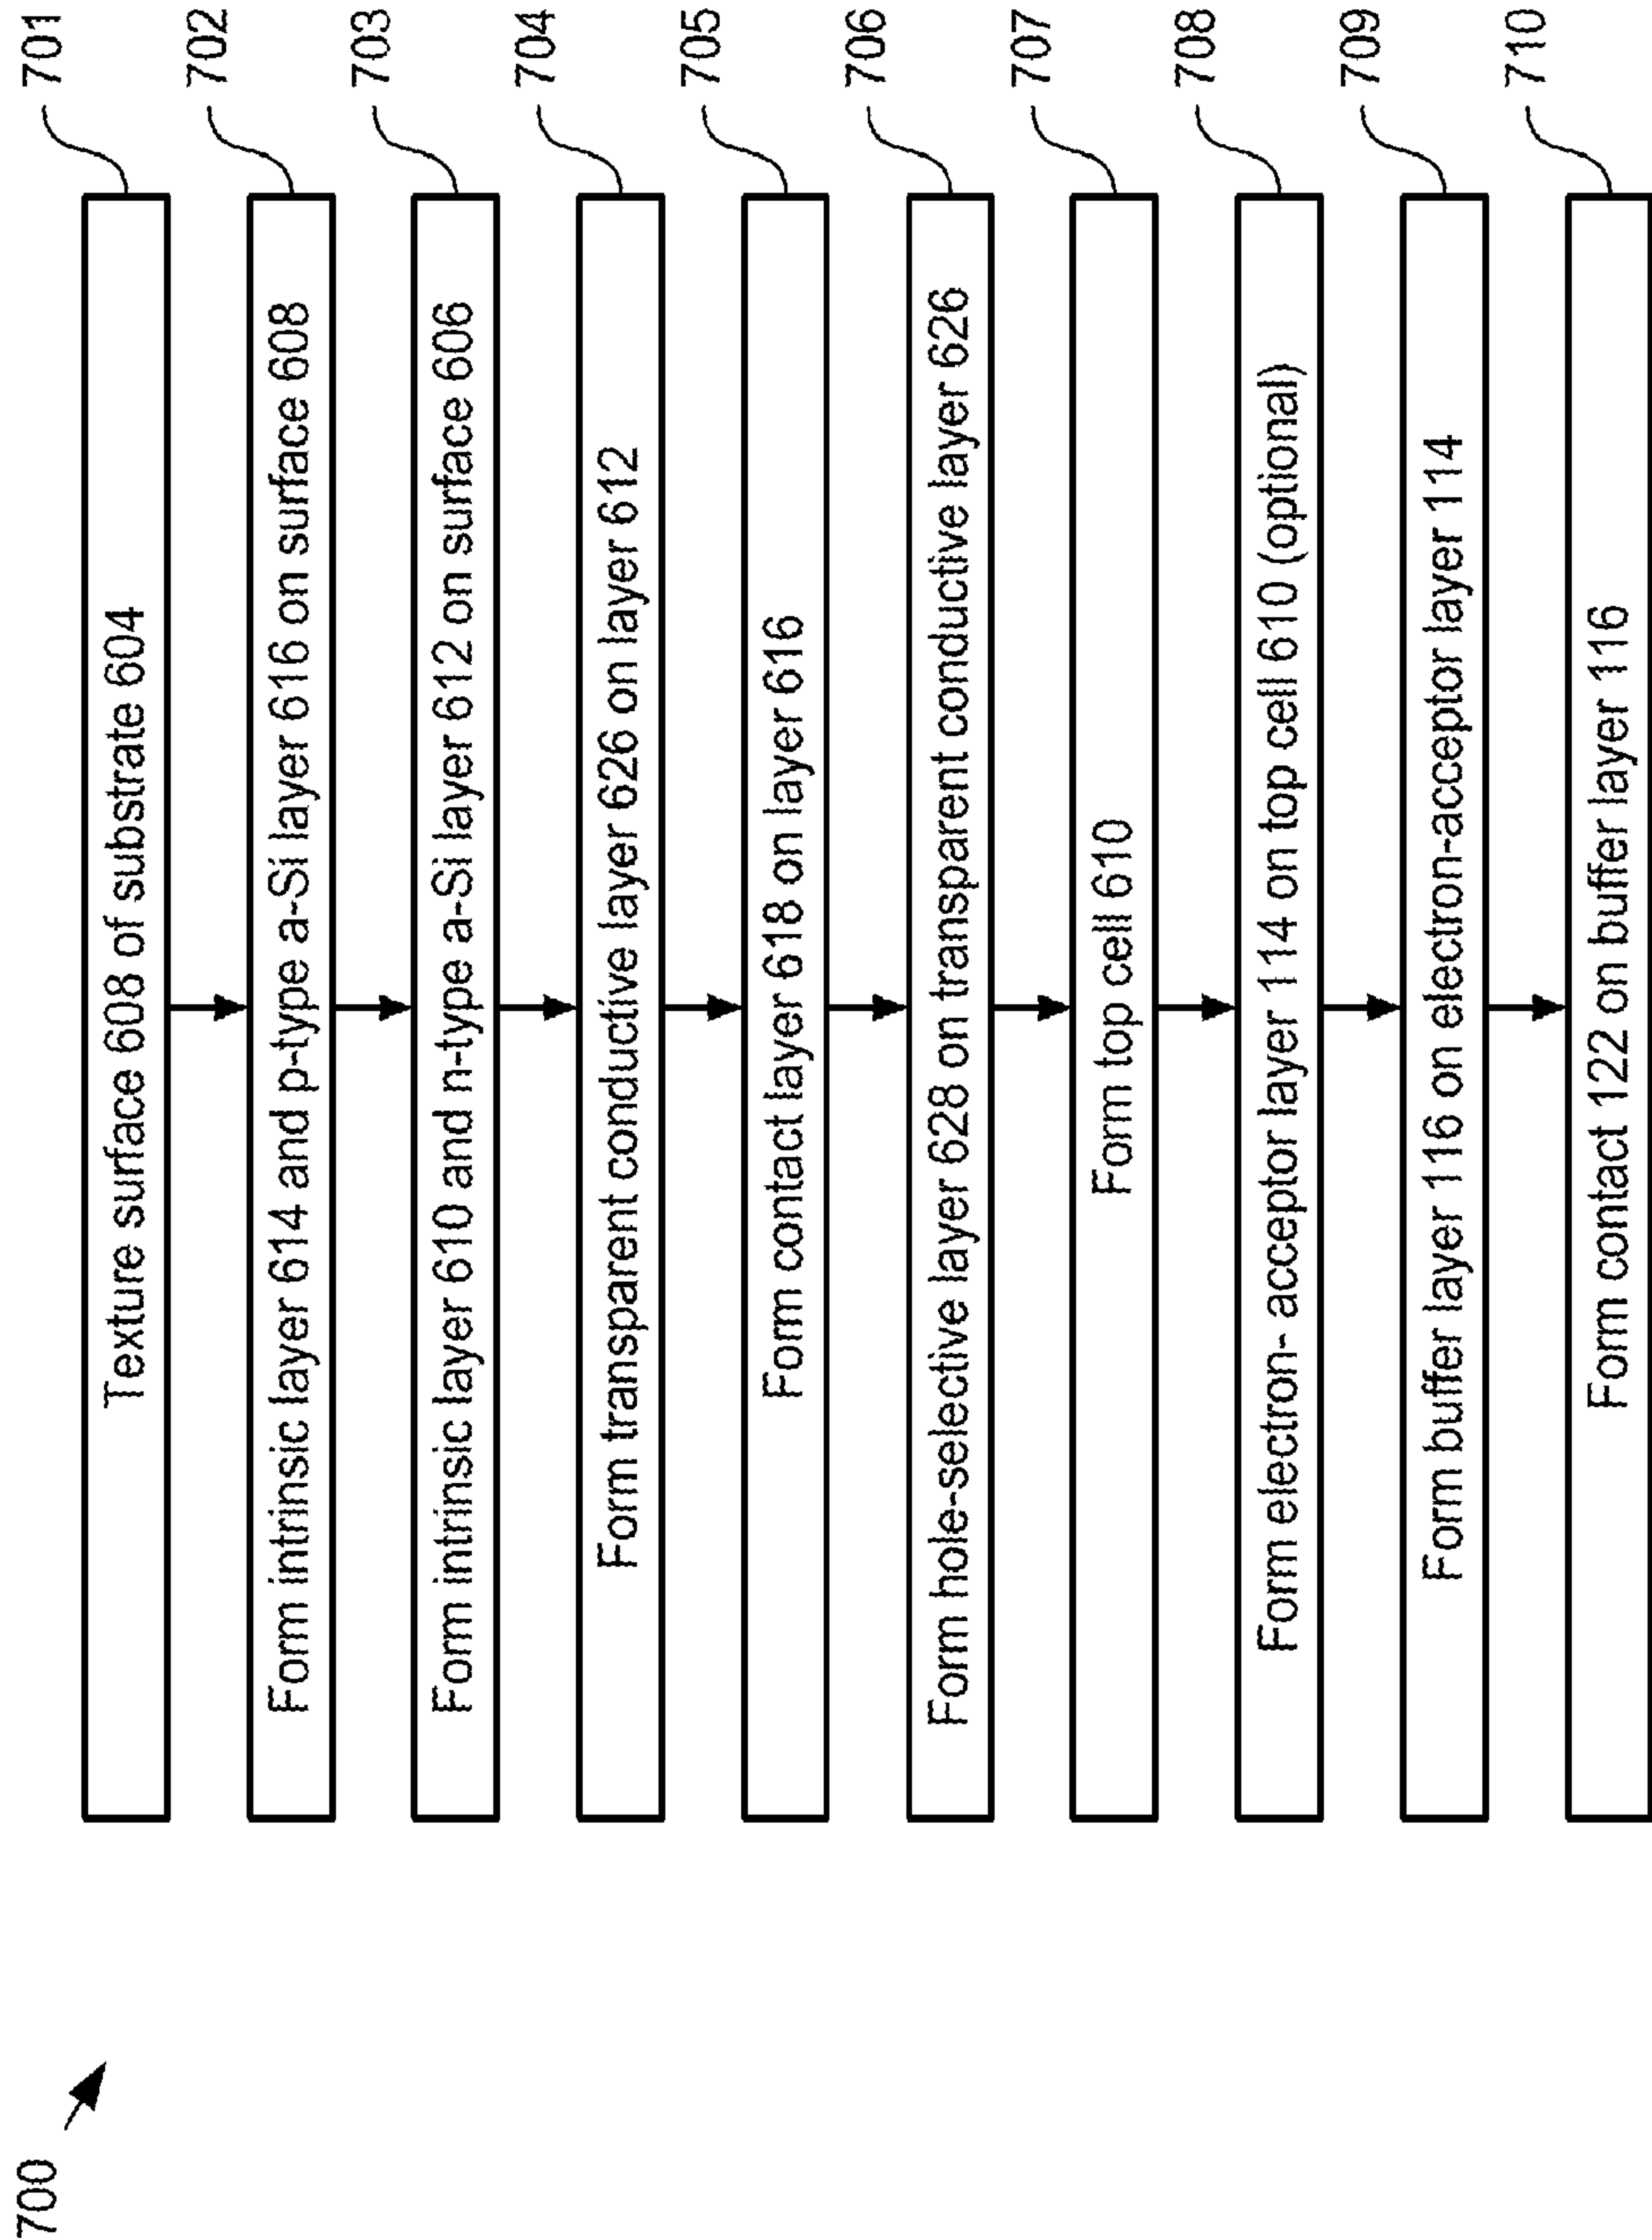 700
Texture surface 608 of substrate 604
701
Form intrinsic layer 614 and p-type a-Si layer 616 on surface 608
702
Form intrinsic layer 610 and n-type a-Si layer 612 on surface 606
703
Form transparent conductive layer 626 on layer 612
704
Form contact layer 618 on layer 616
705
Form hole-selective layer 628 on transparent conductive layer 626
706
Form top cell 610
707
Form electron- acceptor layer 114 on top cell 610 (optional)
708
Form buffer layer 116 on electron-acceptor layer 114
709
Form contact 122 on buffer layer 116
710